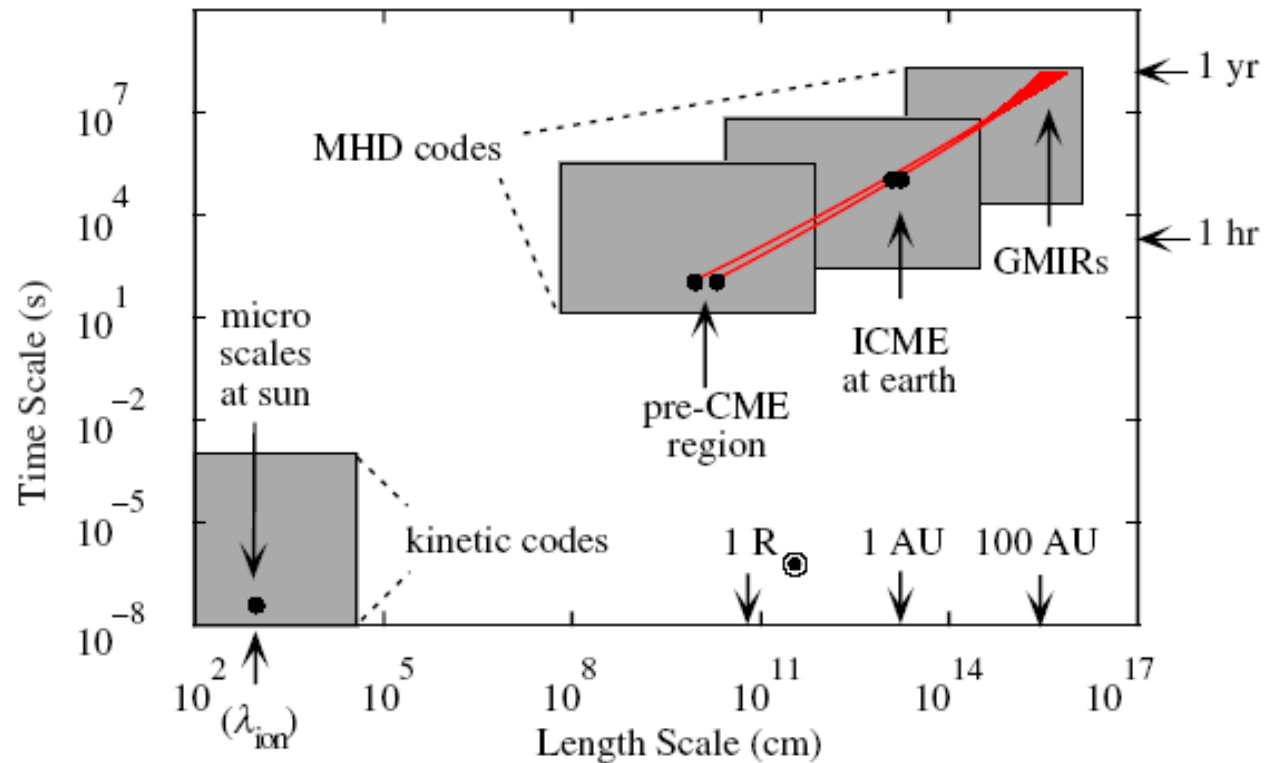 10^7
10^4
10^1
10^-2
10^-5
10^-8
Time Scale (s)
MHD codes
1 yr
1 hr
GMIRs
ICME
at earth
pre-CME
region
micro
scales
at sun
kinetic codes
1 R☉
1 AU
100 AU
10^2
10^5
10^8
10^11
10^14
10^17
(λion)
Length Scale (cm)